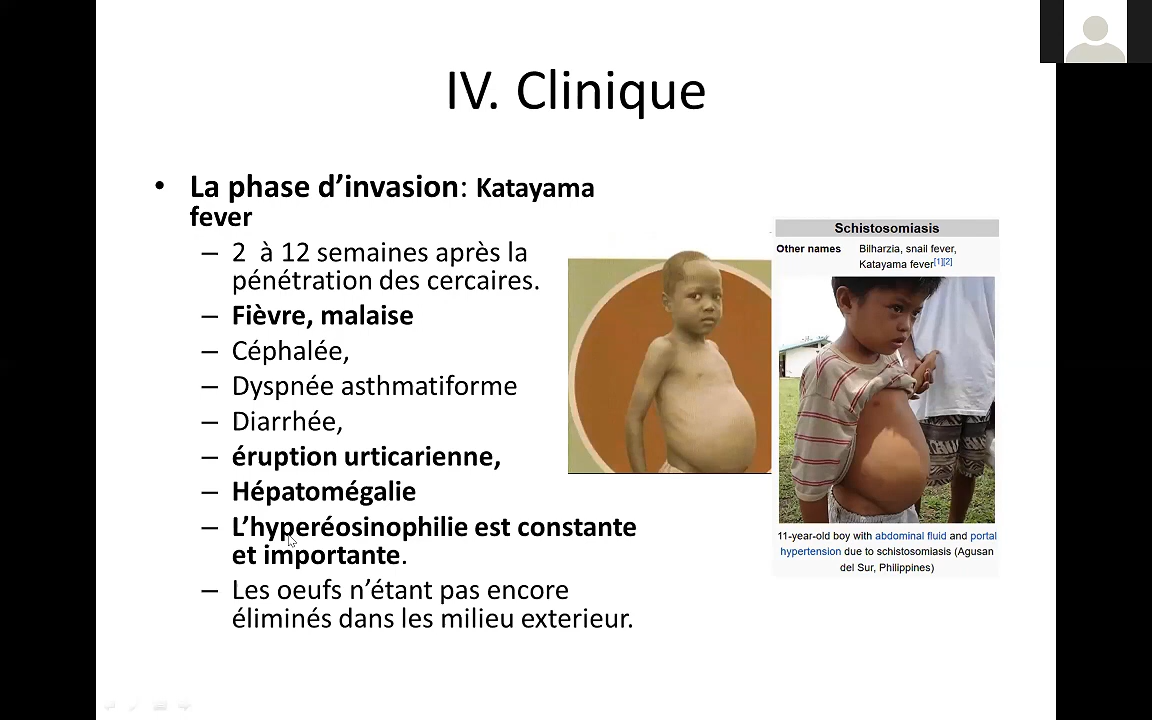 IV. Clinique
• La phase d’invasion: Katayama
fever
– 2 à 12 semaines après la
pénétration des cercaires.
– Fièvre, malaise
– Céphalée,
– Dyspnée asthmatiforme
– Diarrhée,
– éruption urticarienne,
– Hépatomégalie
– L’hyperéosinophilie est constante
et importante.
– Les oeufs n’étant pas encore
éliminés dans les milieu exterieur.
Schistosomiasis
Other names Bilharzia, snail fever,
Katayama fever[1][2]
11-year-old boy with abdominal fluid and portal
hypertension due to schistosomiasis (Agusan
del Sur, Philippines)